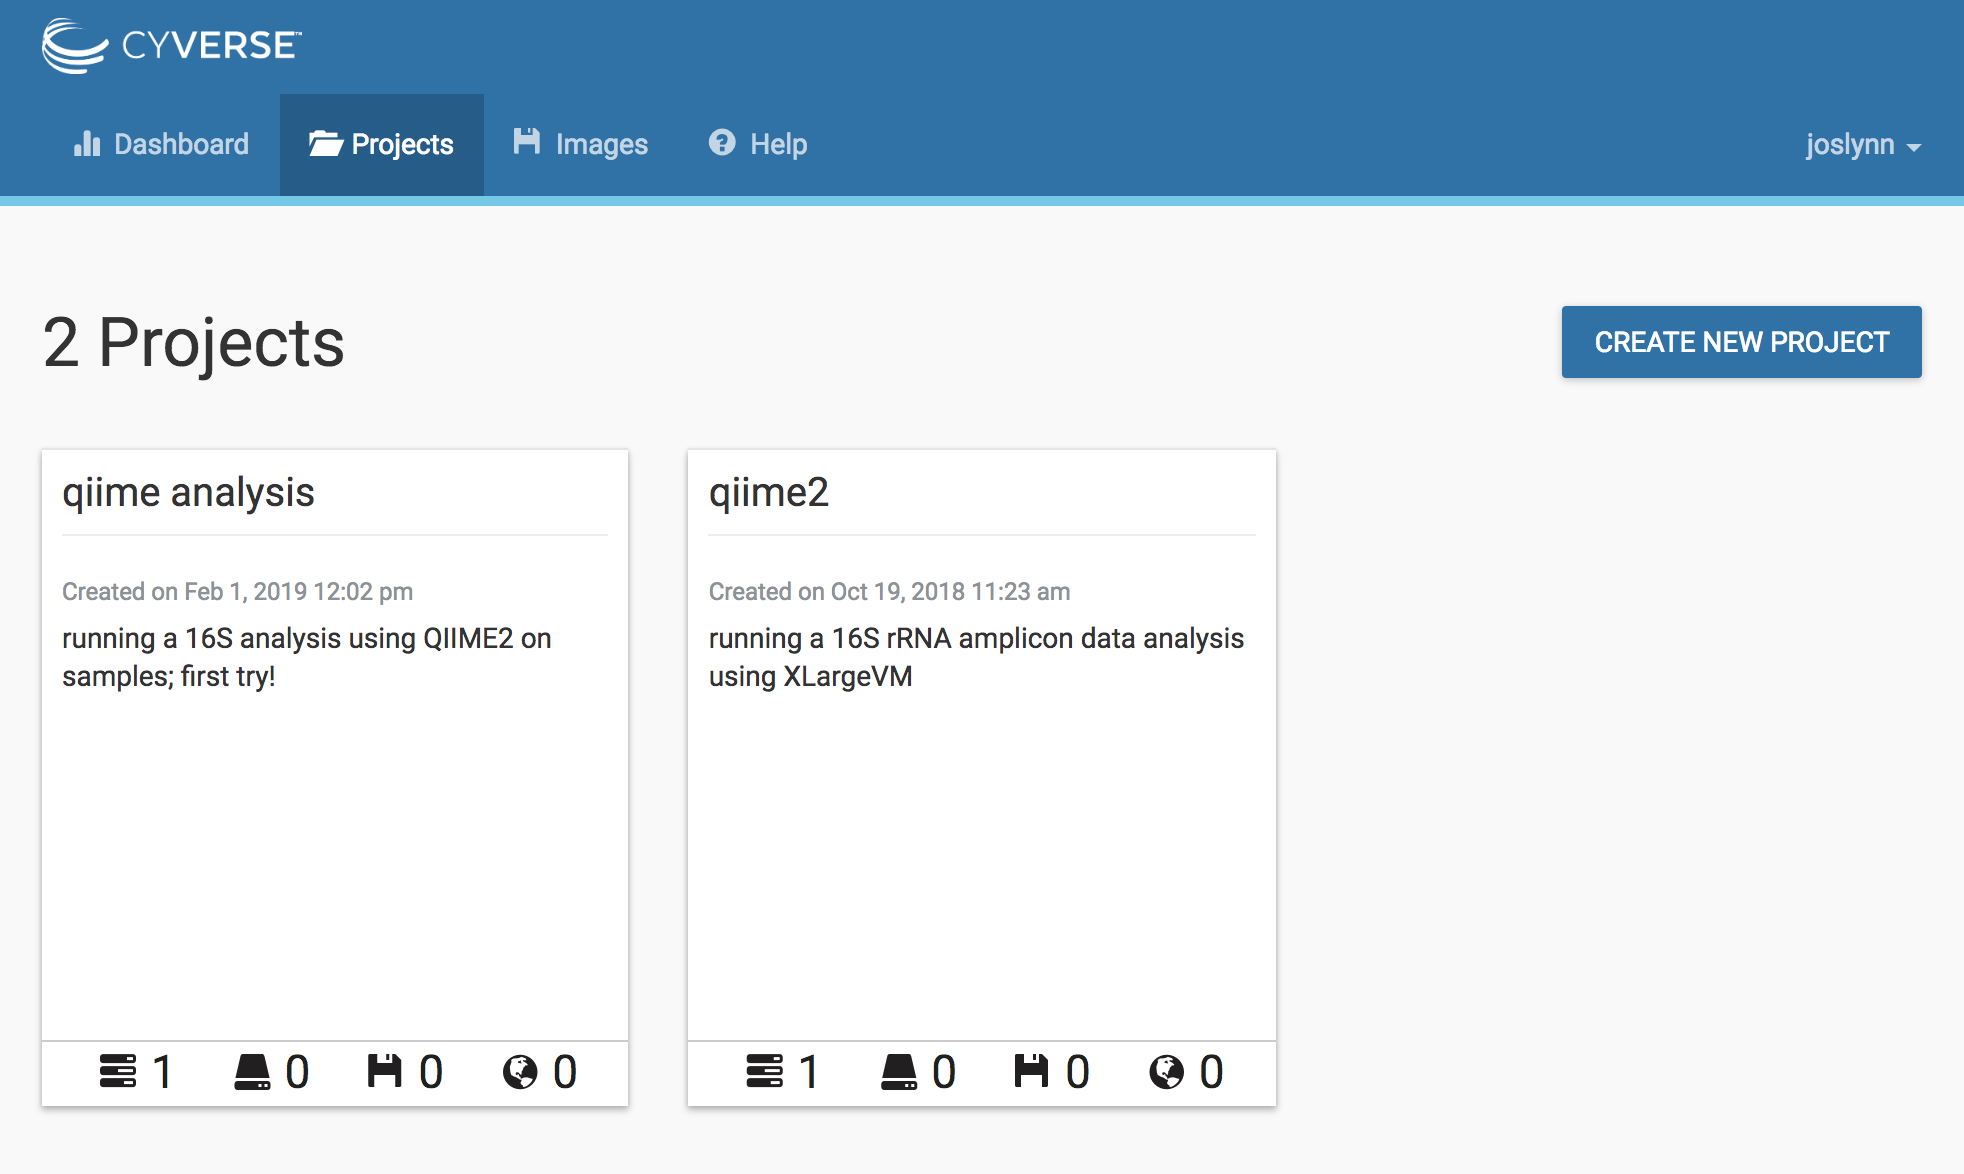 CYVERSE™
Dashboard Projects Images Help joslynn
2 Projects
CREATE NEW PROJECT
qiime analysis
Created on Feb 1, 2019 12:02 pm
running a 16S analysis using QIIME2 on
samples; first try!
1 0 0 0
qiime2
Created on Oct 19, 2018 11:23 am
running a 16S rRNA amplicon data analysis
using XLargeVM
1 0 0 0